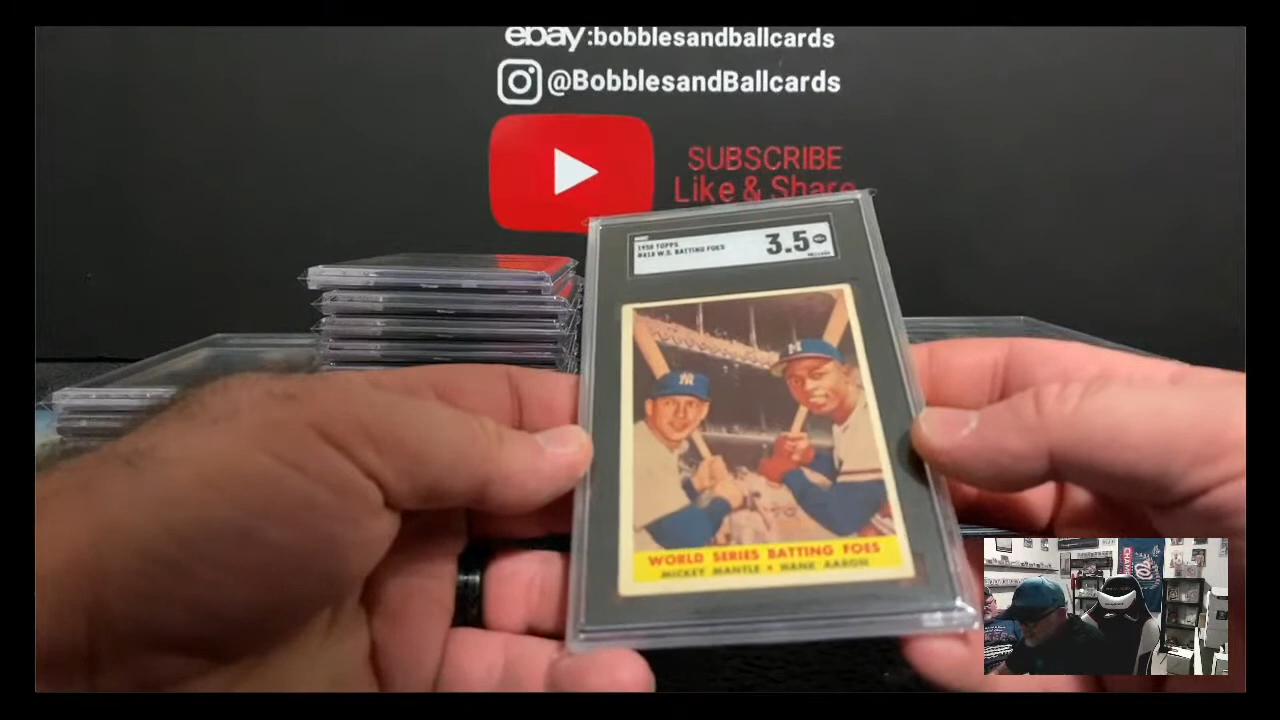 ebay:bobblesandballcards
@BobblesandBallcards
SUBSCRIBE
Like & Share
1958 TOPPS
#418 W.S. BATTING FOES
3.5
WORLD SERIES BATTING FOES
MICKEY MANTLE • HANK AARON